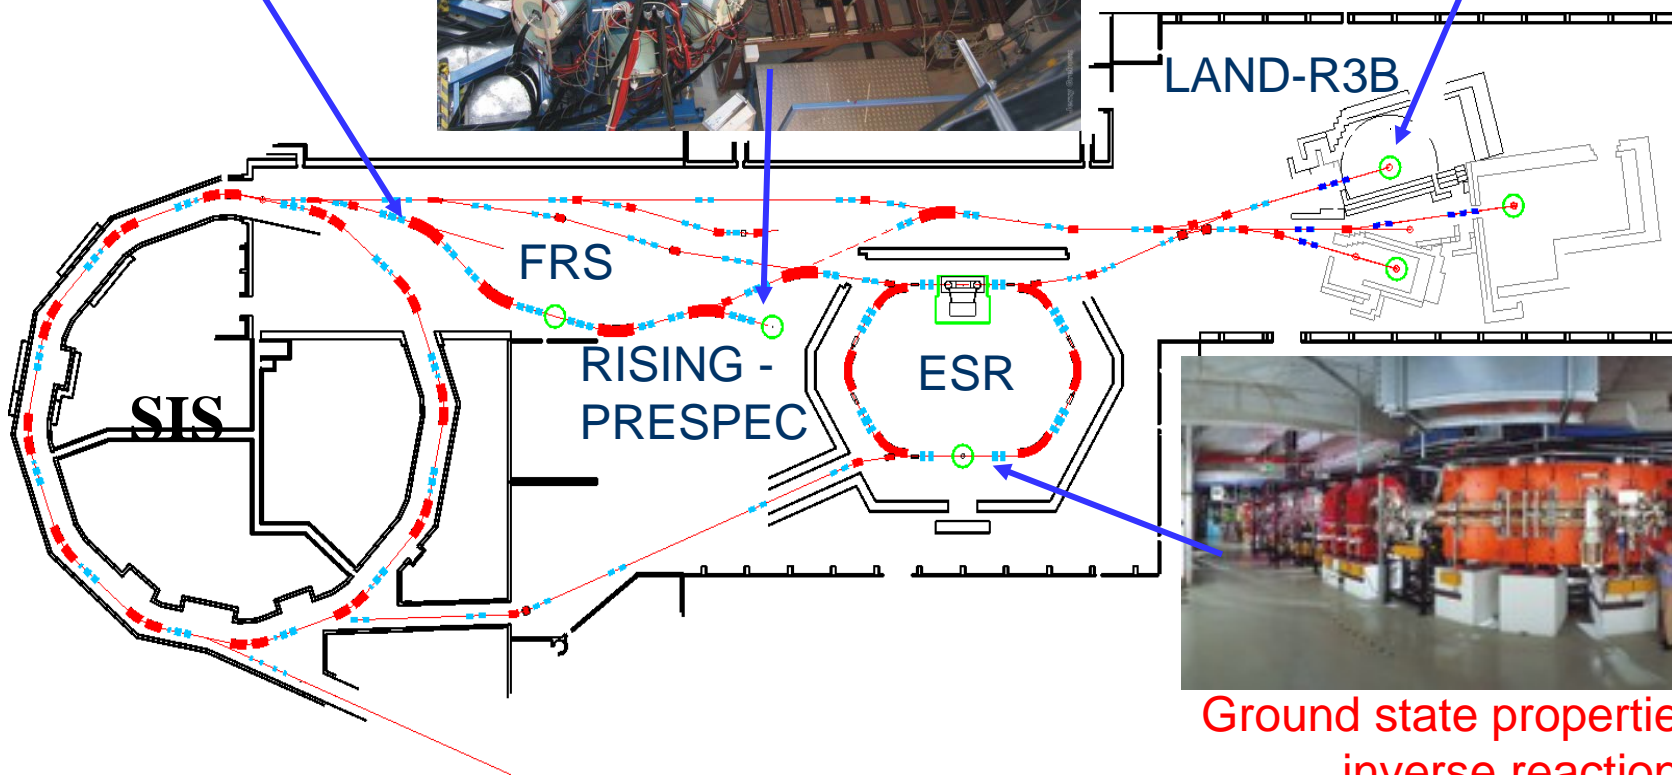 LAND-R3B
FRS
RISING -
PRESPEC
ESR
SIS
Ground state propertie
inverse reaction